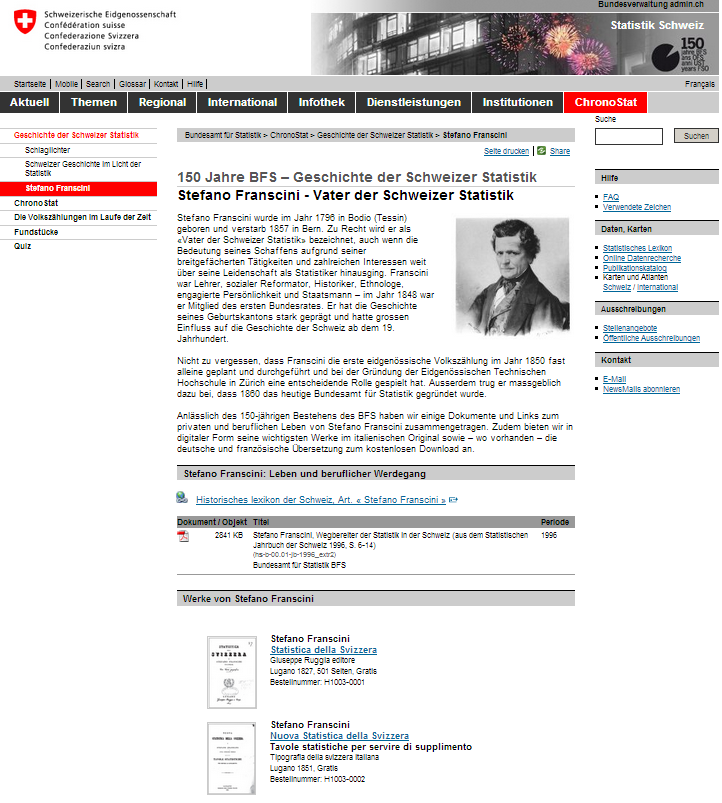 Bundesverwaltung admin.ch
Schweizerische Eidgenossenschaft
Confédération suisse
Confederazione Svizzera
Confederaziun svizra
Statistik Schweiz
150
jahre BFS
ans OFS
anni UST
years FSO
Startseite | Mobile | Search | Glossar | Kontakt | Hilfe |
Français
Aktuell
Themen
Regional
International
Infothek
Dienstleistungen
Institutionen
ChronoStat
Geschichte der Schweizer Statistik
Schlaglichter
Schweizer Geschichte im Licht der
Statistik
Stefano Franscini
ChronoStat
Die Volkszählungen im Laufe der Zeit
Fundstücke
Quiz
Bundesamt für Statistik > ChronoStat > Geschichte der Schweizer Statistik > Stefano Franscini
Seite drucken | Share
150 Jahre BFS – Geschichte der Schweizer Statistik
Stefano Franscini - Vater der Schweizer Statistik
Stefano Franscini wurde im Jahr 1796 in Bodio (Tessin)
geboren und verstarb 1857 in Bern. Zu Recht wird er als
«Vater der Schweizer Statistik» bezeichnet, auch wenn die
Bedeutung seines Schaffens aufgrund seiner
breitgefächerten Tätigkeiten und zahlreichen Interessen weit
über seine Leidenschaft als Statistiker hinausging. Franscini
war Lehrer, sozialer Reformator, Historiker, Ethnologe,
engagierte Persönlichkeit und Staatsmann – im Jahr 1848 war
er Mitglied des ersten Bundesrates. Er hat die Geschichte
seines Geburtskantons stark geprägt und hatte grossen
Einfluss auf die Geschichte der Schweiz ab dem 19.
Jahrhundert.
Nicht zu vergessen, dass Franscini die erste eidgenössische Volkszählung im Jahr 1850 fast
alleine geplant und durchgeführt und bei der Gründung der Eidgenössischen Technischen
Hochschule in Zürich eine entscheidende Rolle gespielt hat. Ausserdem trug er massgeblich
dazu bei, dass 1860 das heutige Bundesamt für Statistik gegründet wurde.
Anlässlich des 150-jährigen Bestehens des BFS haben wir einige Dokumente und Links zum
privaten und beruflichen Leben von Stefano Franscini zusammengetragen. Zudem bieten wir in
digitaler Form seine wichtigsten Werke im italienischen Original sowie – wo vorhanden – die
deutsche und französische Übersetzung zum kostenlosen Download an.
Stefano Franscini: Leben und beruflicher Werdegang
Historisches lexikon der Schweiz, Art. « Stefano Franscini »
Dokument / Objekt Titel Periode
2841 KB Stefano Franscini, Wegbereiter der Statistik in der Schweiz (aus dem Statistischen 1996
Jahrbuch der Schweiz 1996, S. 6-14)
(hs-b-00.01-jb-1996_extr2)
Bundesamt für Statistik BFS
Werke von Stefano Franscini
Stefano Franscini
Statistica della Svizzera
Giuseppe Ruggia editore
Lugano 1827, 501 Seiten, Gratis
Bestellnummer: H1003-0001
Stefano Franscini
Nuova Statistica della Svizzera
Tavole statistiche per servire di supplimento
Tipografia della svizzera italiana
Lugano 1851, Gratis
Bestellnummer: H1003-0002
Suche
Suchen
Hilfe
FAQ
Verwendete Zeichen
Daten, Karten
Statistisches Lexikon
Online Datenrecherche
Publikationskatalog
Karten und Atlanten
Schweiz / International
Ausschreibungen
Stellenangebote
Öffentliche Ausschreibungen
Kontakt
E-Mail
NewsMails abonnieren